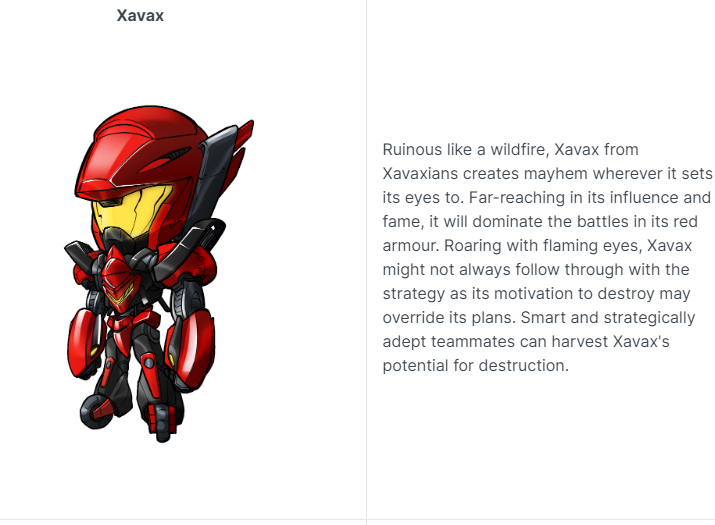 Xavax
Ruinous like a wildfire, Xavax from
Xavaxians creates mayhem wherever it sets
its eyes to. Far-reaching in its influence and
fame, it will dominate the battles in its red
armour. Roaring with flaming eyes, Xavax
might not always follow through with the
strategy as its motivation to destroy may
override its plans. Smart and strategically
adept teammates can harvest Xavax's
potential for destruction.